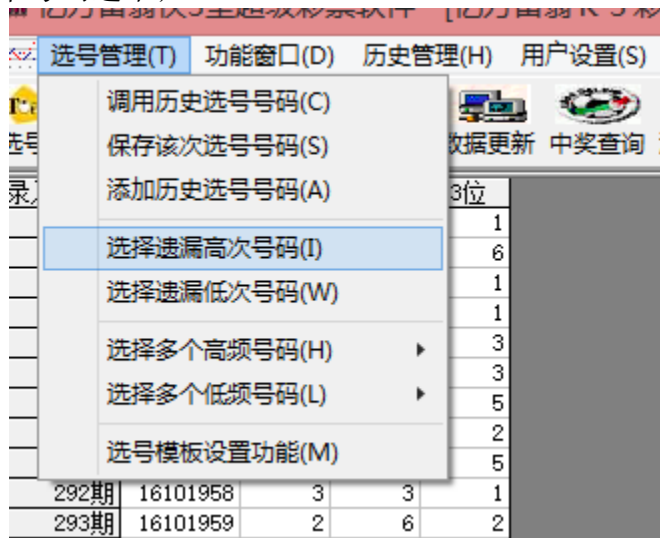 选号管理(T) 功能窗口(D) 历史管理(H) 用户设置(S)
调用历史选号号码(C)
保存该次选号号码(S)
添加历史选号号码(A)
选择遗漏高次号码(I)
选择遗漏低次号码(W)
选择多个高频号码(H)
选择多个低频号码(L)
选号模板设置功能(M)
数据更新 中奖查询
3位
1
6
1
1
3
3
5
2
5
292期 16101958 3 3 1
293期 16101959 2 6 2